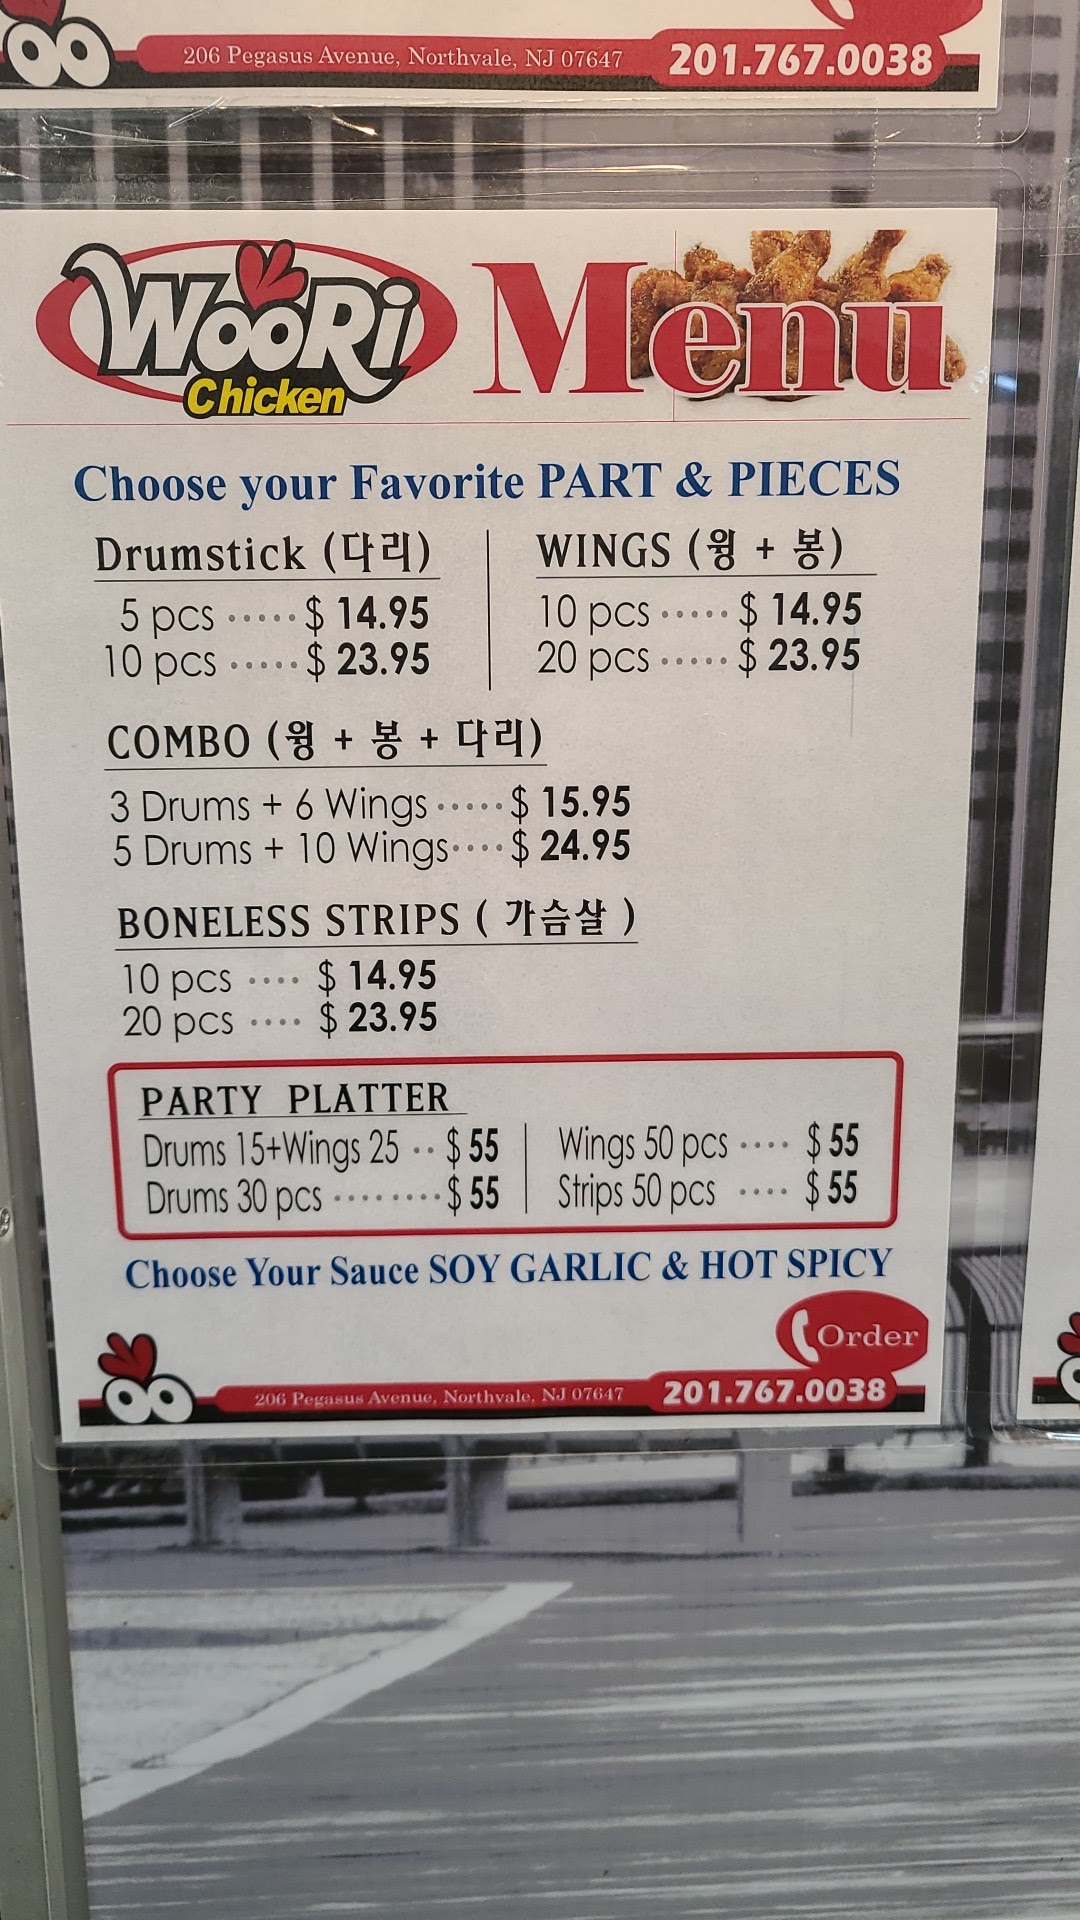 206 Pegasus Avenue, Northvale, NJ 07647 201.767.0038
WooRi Chicken Menu
Choose your Favorite PART & PIECES
Drumstick (다리)
5 pcs ····· $ 14.95
10 pcs ····· $ 23.95
WINGS (윙 + 봉)
10 pcs ····· $ 14.95
20 pcs ····· $ 23.95
COMBO (윙 + 봉 + 다리)
3 Drums + 6 Wings ····· $ 15.95
5 Drums + 10 Wings ···· $ 24.95
BONELESS STRIPS ( 가슴살 )
10 pcs ···· $ 14.95
20 pcs ···· $ 23.95
PARTY PLATTER
Drums 15+Wings 25 ·· $ 55
Drums 30 pcs ········ $ 55
Wings 50 pcs ···· $ 55
Strips 50 pcs ···· $ 55
Choose Your Sauce SOY GARLIC & HOT SPICY
Order
206 Pegasus Avenue, Northvale, NJ 07647 201.767.0038